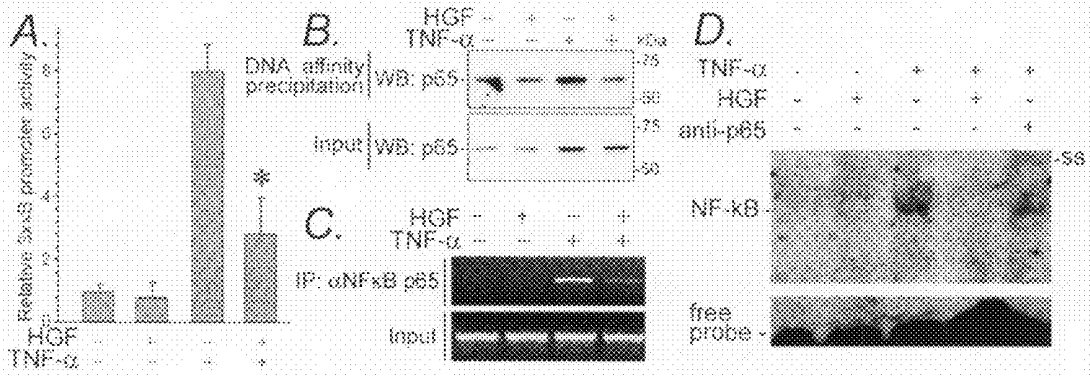 A.
Relative 3xκB promoter activity
8
6
4
2
0
HGF - + - +
TNF-α - - + +
*
B.
HGF - + - +
TNF-α - - + + kDa
DNA affinity precipitation WB: p65 -75
-50
Input WB: p65 -75
-50
C.
HGF - + - +
TNF-α - - + +
IP: αNFκB p65
Input
D.
TNF-α - - + + +
HGF - + - + -
anti-p65 - - - - +
-ss
NF-kB -
free
probe -